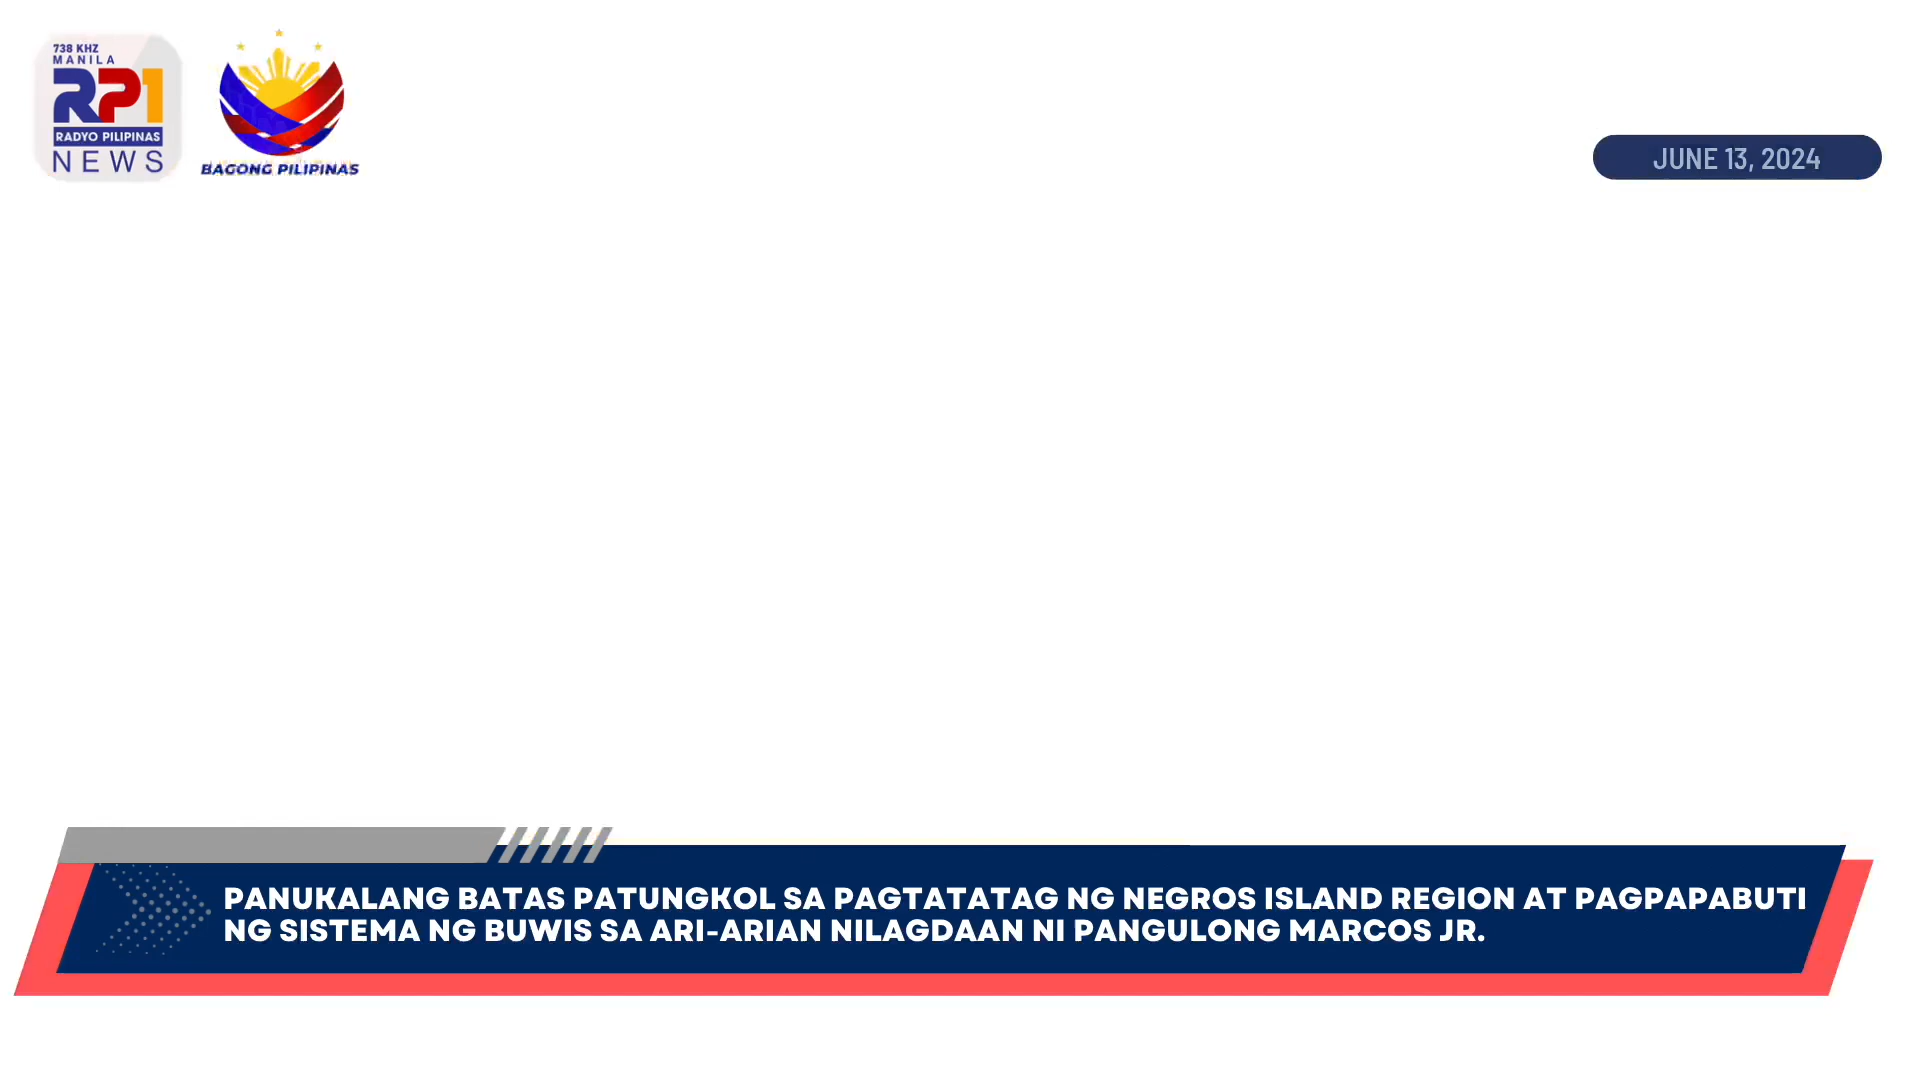 738 KHZ
MANILA
RP1
RADYO PILIPINAS
NEWS
BAGONG PILIPINAS
JUNE 13, 2024
PANUKALANG BATAS PATUNGKOL SA PAGTATATAG NG NEGROS ISLAND REGION AT PAGPAPABUTI
NG SISTEMA NG BUWIS SA ARI-ARIAN NILAGDAAN NI PANGULONG MARCOS JR.